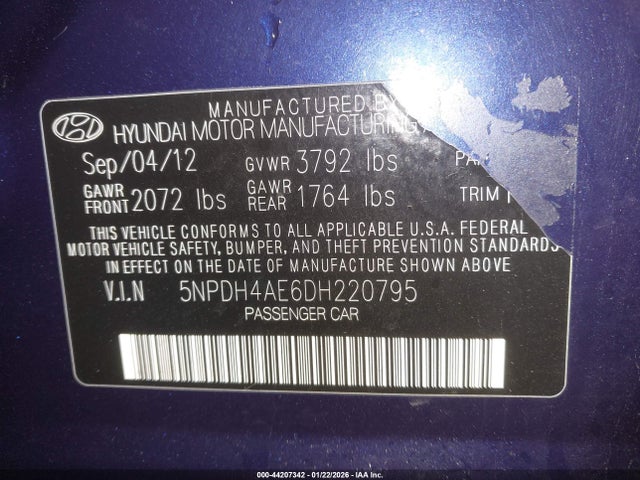 MANUFACTURED B
HYUNDAI MOTOR MANUFACTURING
Sep/04/12 GVWR 3792 lbs PA
GAWR FRONT 2072 lbs GAWR REAR 1764 lbs TRIM
THIS VEHICLE CONFORMS TO ALL APPLICABLE U.S.A. FEDERAL
MOTOR VEHICLE SAFETY, BUMPER, AND THEFT PREVENTION STANDARDS
IN EFFECT ON THE DATE OF MANUFACTURE SHOWN ABOVE
V.I.N 5NPDH4AE6DH220795
PASSENGER CAR
000-44207342 - 01/22/2026 - IAA Inc.